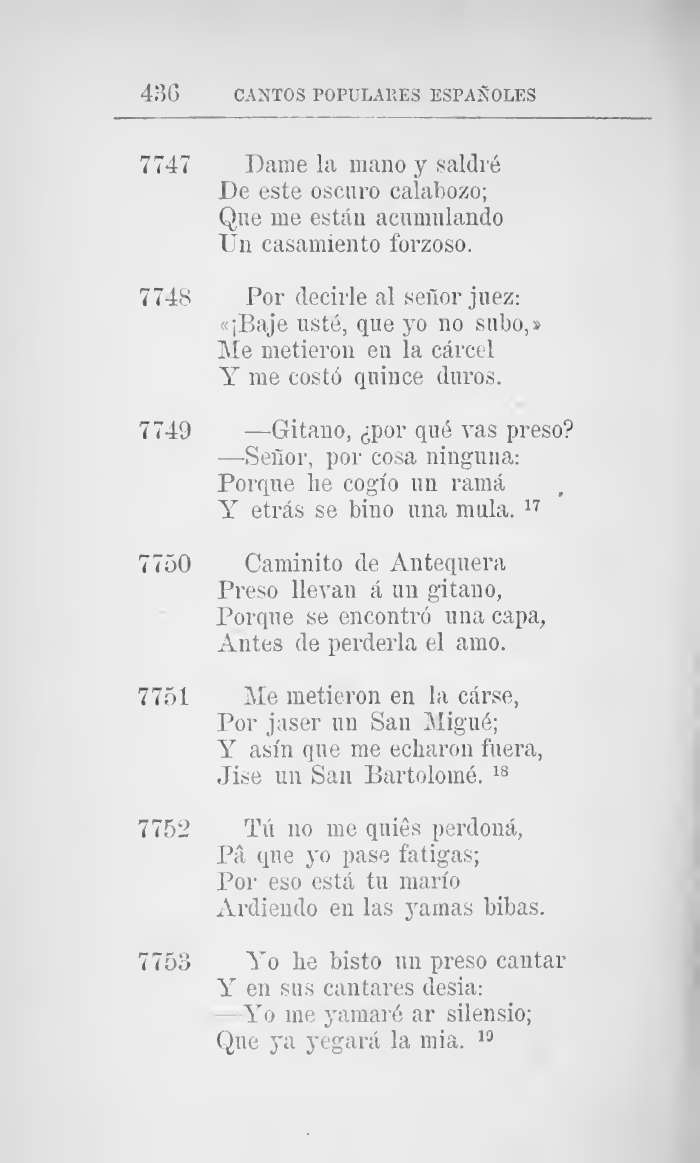 436 CANTOS POPULARES ESPAÑOLES
7747 Dame la mano y saldré
De este oscuro calabozo;
Que me están acumulando
Un casamiento forzoso.
7748 Por decirle al señor juez:
«¡Baje usté, que yo no subo,»
Me metieron en la cárcel
Y me costó quince duros.
7749 —Gitano, ¿por qué vas preso?
—Señor, por cosa ninguna:
Porque he cogío un ramá
Y etrás se bino una mula. ¹⁷
7750 Caminito de Antequera
Preso llevan á un gitano,
Porque se encontró una capa,
Antes de perderla el amo.
7751 Me metieron en la cárse,
Por jaser un San Migué;
Y asín que me echaron fuera,
Jise un San Bartolomé. ¹⁸
7752 Tú no me quiês perdoná,
Pâ que yo pase fatigas;
Por eso está tu marío
Ardiendo en las yamas bibas.
7753 Yo he bisto un preso cantar
Y en sus cantares desia:
—Yo me yamaré ar silensio;
Que ya yegará la mia. ¹⁹